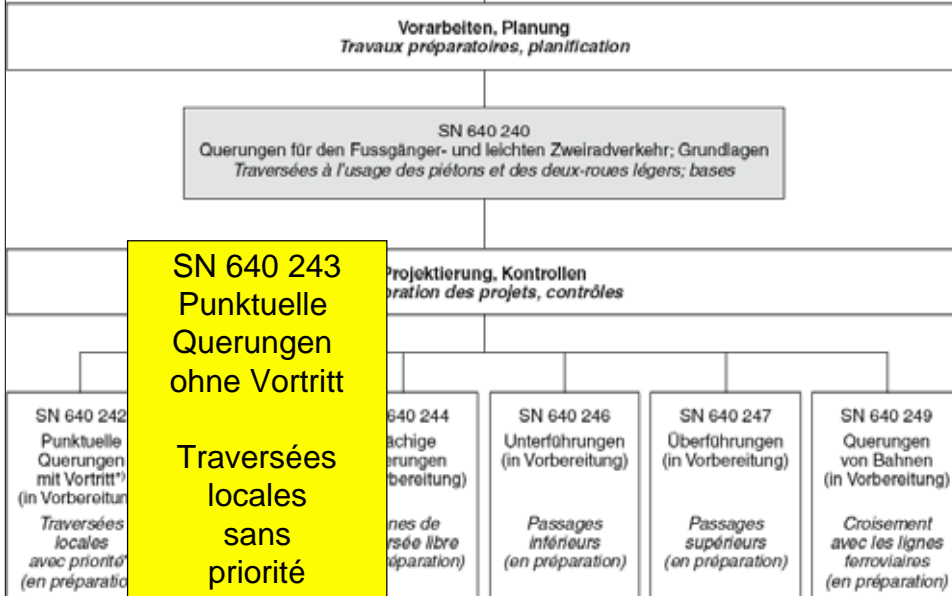 Vorarbeiten, Planung
Travaux préparatoires, planification
SN 640 240
Querungen für den Fussgänger- und leichten Zweiradverkehr; Grundlagen
Traversées à l'usage des piétons et des deux-roues légers; bases
Projektierung, Kontrollen
oration des projets, contrôles
SN 640 243
Punktuelle
Querungen
ohne Vortritt
Traversées
locales
sans
priorité
SN 640 242
Punktuelle
Querungen
mit Vortritt*)
(in Vorbereitun
Traversées
locales
avec priorité*
(en préparatio
640 244
ächige
erungen
bereitung)
nes de
rsée libre
éparation)
SN 640 246
Unterführungen
(in Vorbereitung)
Passages
inférieurs
(en préparation)
SN 640 247
Überführungen
(in Vorbereitung)
Passages
supérieurs
(en préparation)
SN 640 249
Querungen
von Bahnen
(in Vorbereitung)
Croisement
avec les lignes
ferroviaires
(en préparation)